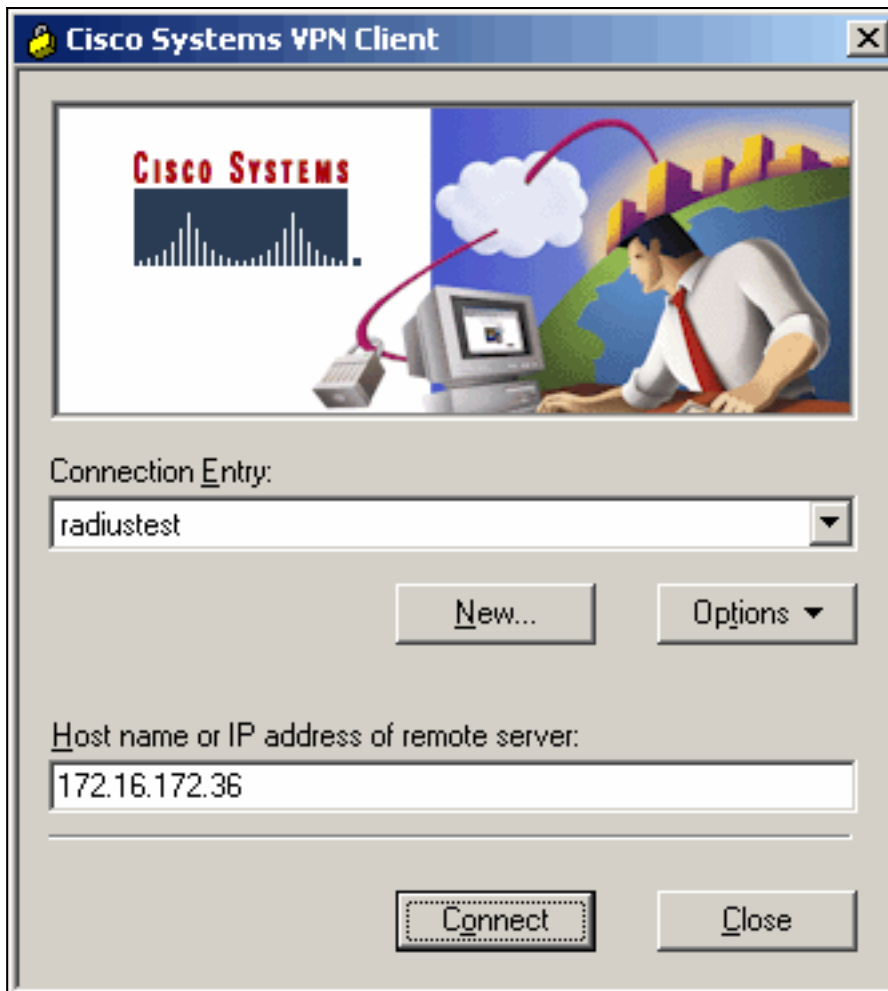 Cisco Systems VPN Client
CISCO SYSTEMS
Connection Entry:
radiustest
New...
Options
Host name or IP address of remote server:
172.16.172.36
Connect
Close